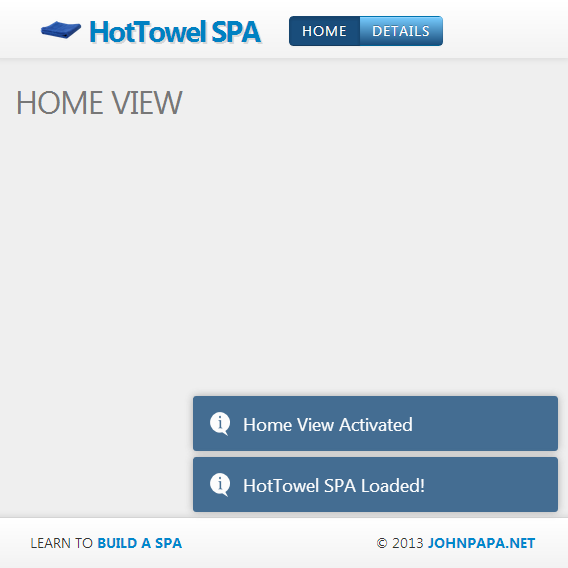 HotTowel SPA HOME DETAILS
HOME VIEW
Home View Activated
HotTowel SPA Loaded!
LEARN TO BUILD A SPA © 2013 JOHNPAPA.NET